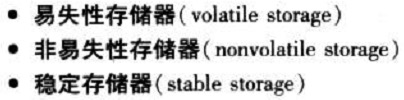 • 易失性存储器(volatile storage)
• 非易失性存储器(nonvolatile storage)
• 稳定存储器(stable storage)